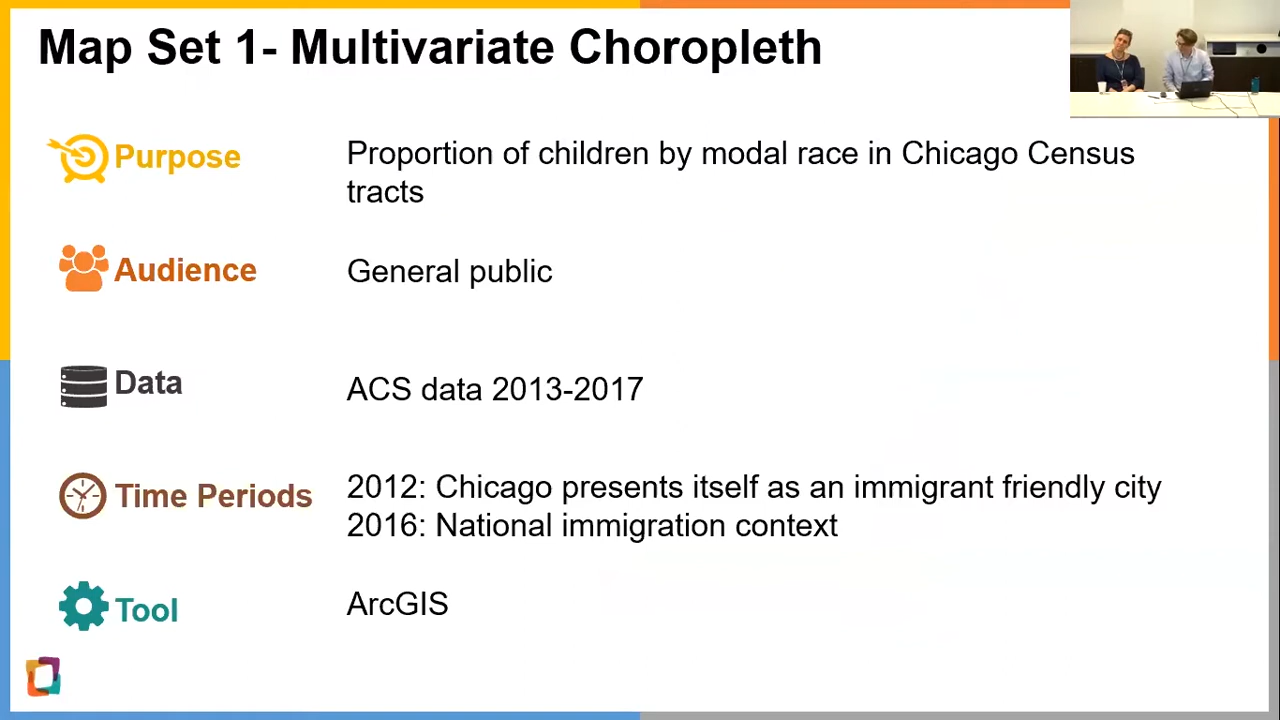 Map Set 1- Multivariate Choropleth
Purpose
Proportion of children by modal race in Chicago Census
tracts
Audience
General public
Data
ACS data 2013-2017
Time Periods
2012: Chicago presents itself as an immigrant friendly city
2016: National immigration context
Tool
ArcGIS